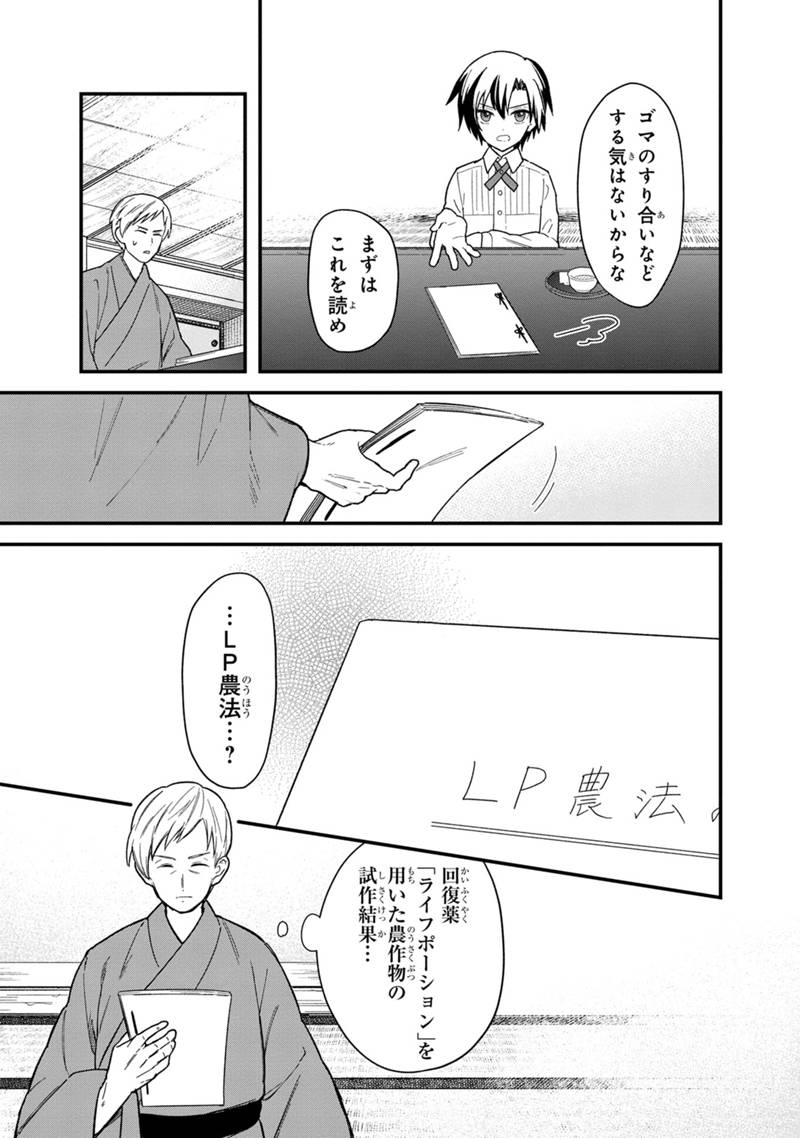 ゴマのすり合いなど
する気はないからな
まずは
これを読め
LP農法の
…LP農法…?
回復薬
「ライフポーション」を
用いた農作物の
試作結果…